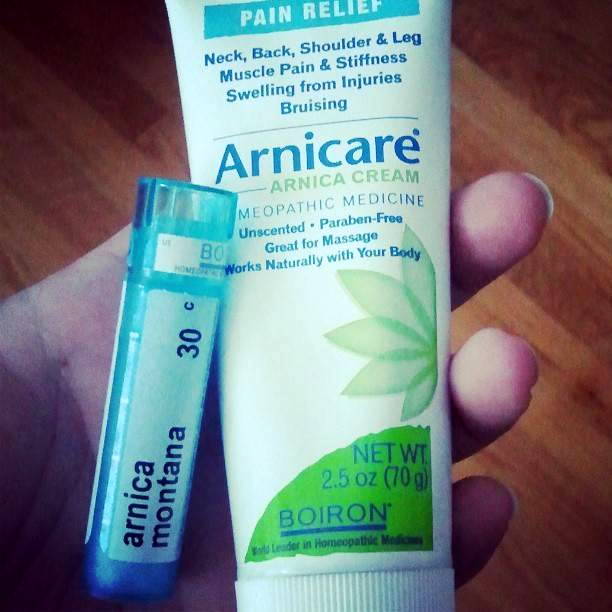 PAIN RELIEF
Neck, Back, Shoulder & Leg
Muscle Pain & Stiffness
Swelling from Injuries
Bruising
Arnicare®
ARNICA CREAM
MEOPATHIC MEDICINE
Unscented • Paraben-Free
Great for Massage
Works Naturally with Your Body
NET WT.
2.5 oz (70 g)
BOIRON®
World Leader in Homeopathic Medicines
BO
arnica
montana 30 c